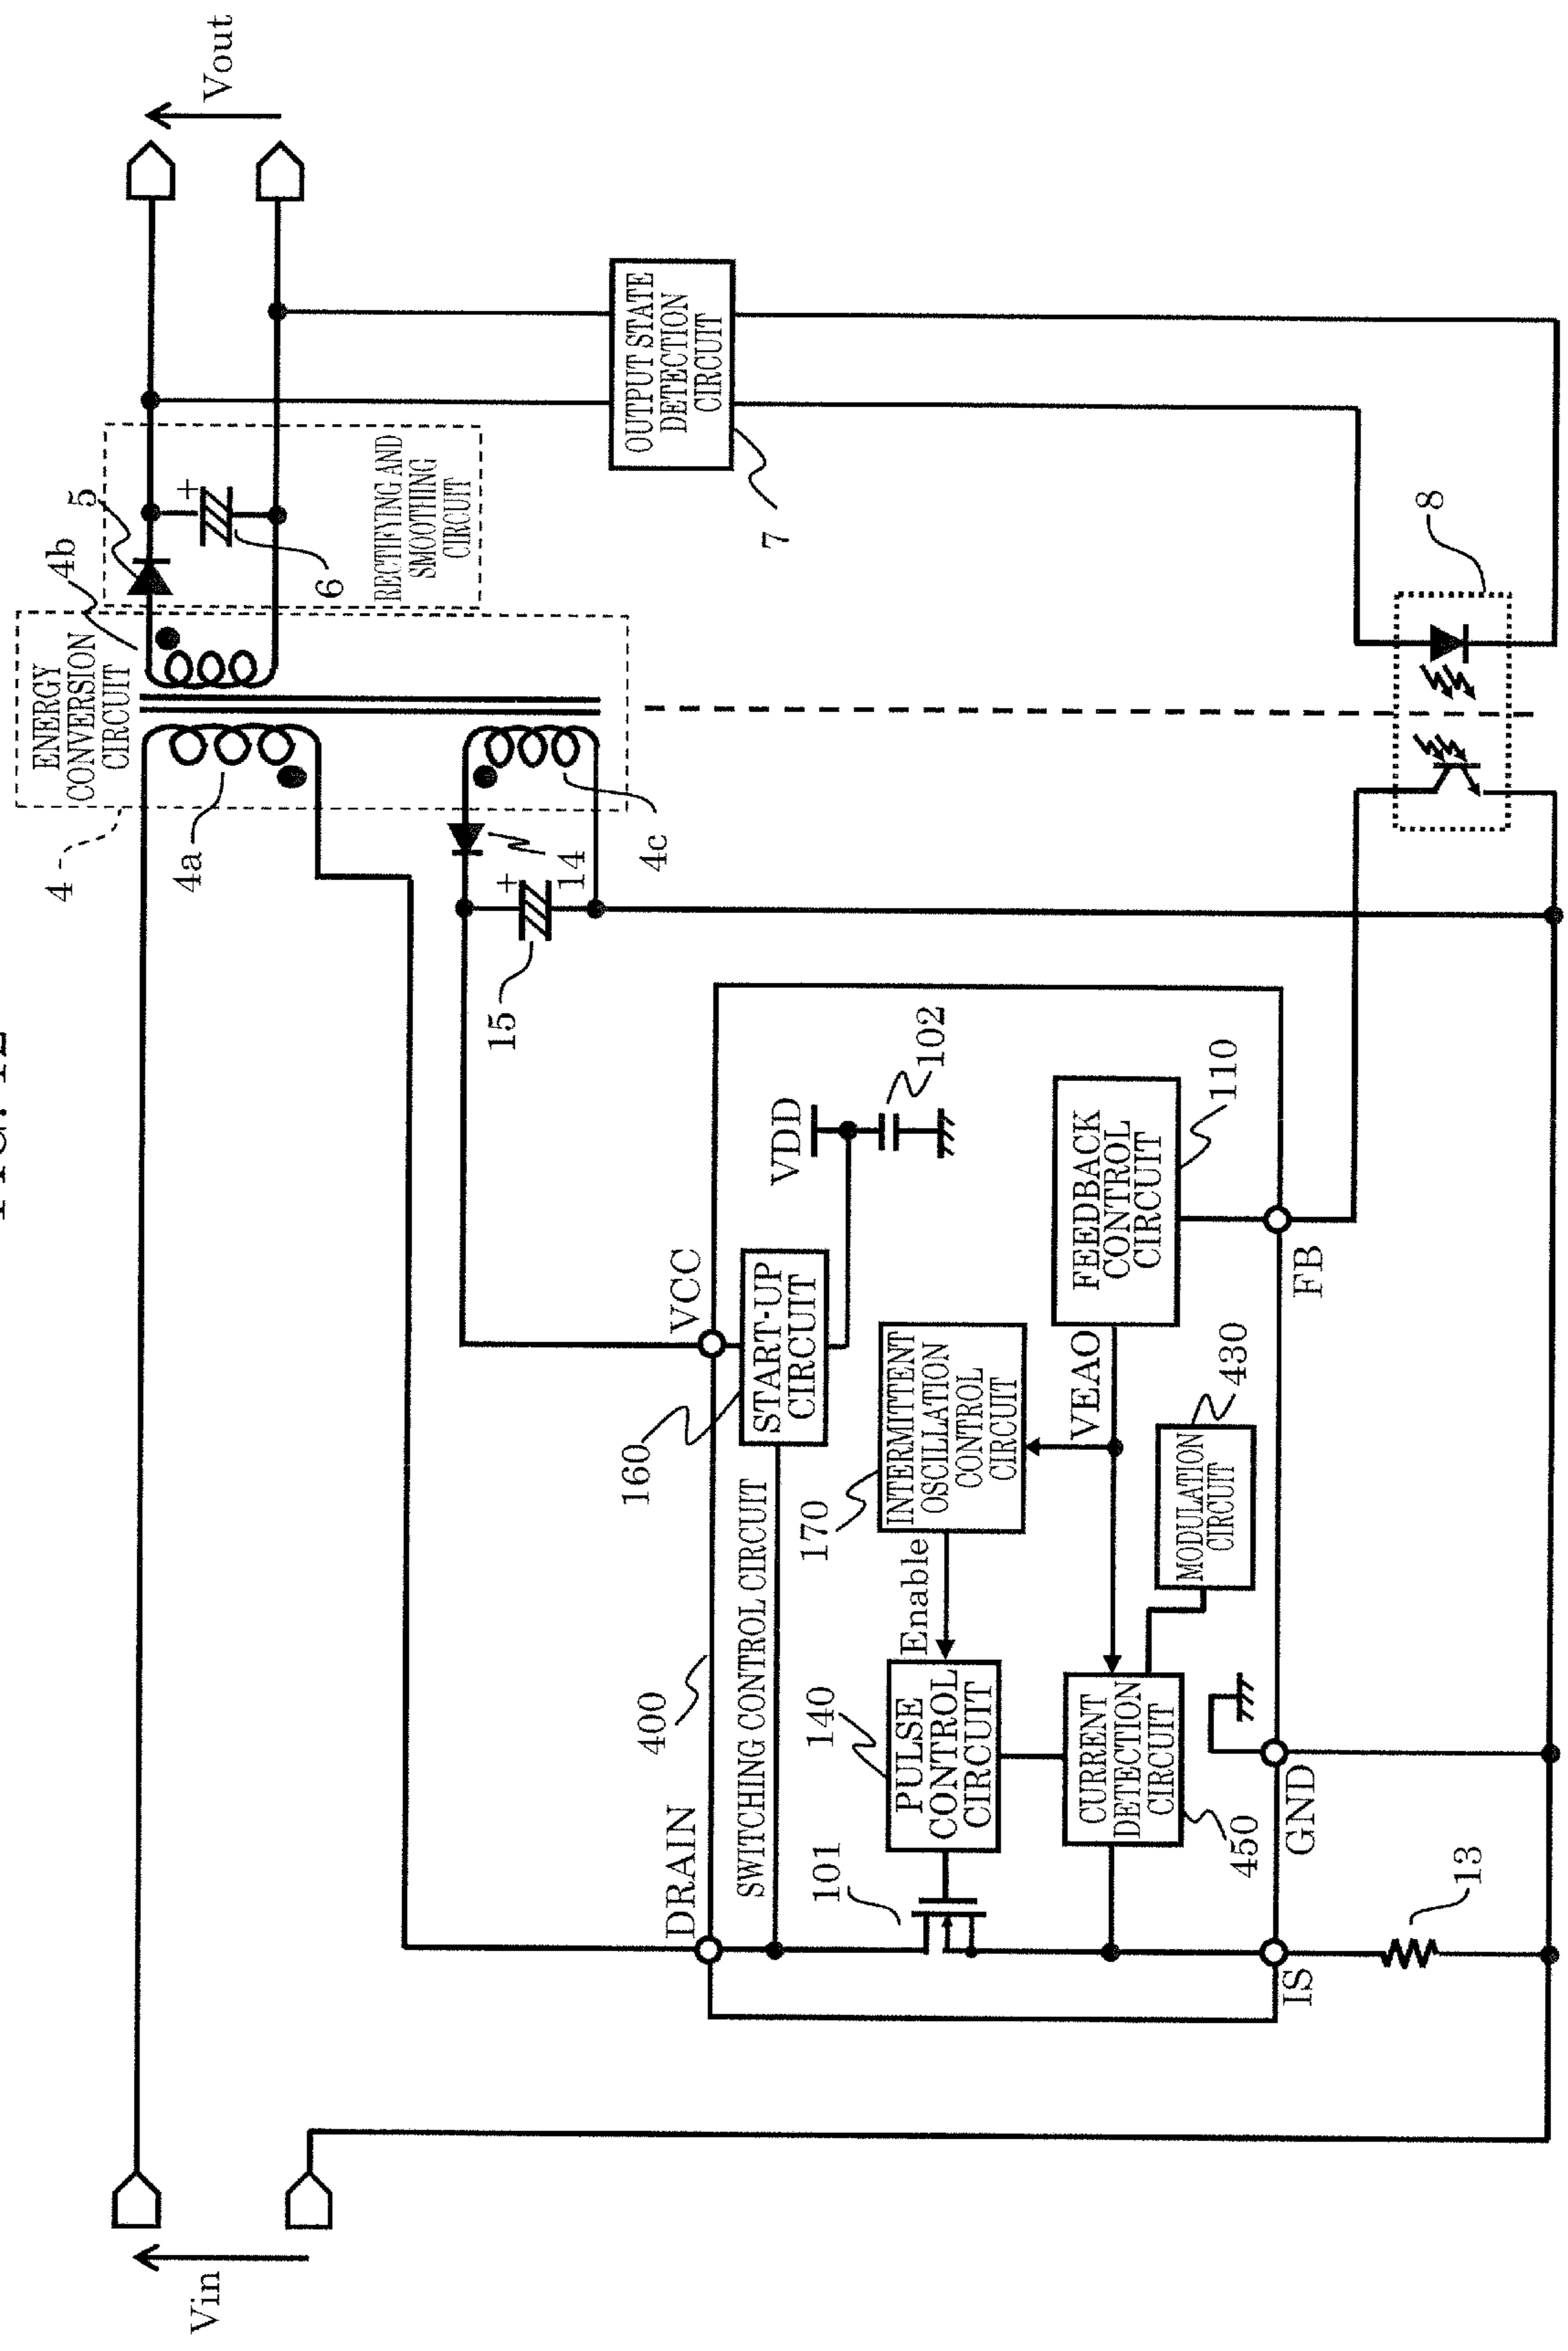 Vin
Vout
ENERGY
CONVERSION
CIRCUIT
4
4a
4b
4c
5
6
RECTIFYING AND
SMOOTHING
CIRCUIT
14
15
OUTPUT STATE
DETECTION
CIRCUIT
7
8
400
SWITCHING CONTROL CIRCUIT
DRAIN
VCC
160
START-UP
CIRCUIT
VDD
102
101
140
PULSE
CONTROL
CIRCUIT
Enable
170
INTERMITTENT
OSCILLATION
CONTROL
CIRCUIT
VEAO
FEEDBACK
CONTROL
CIRCUIT
110
CURRENT
DETECTION
CIRCUIT
450
MODULATION
CIRCUIT
430
IS
GND
FB
13